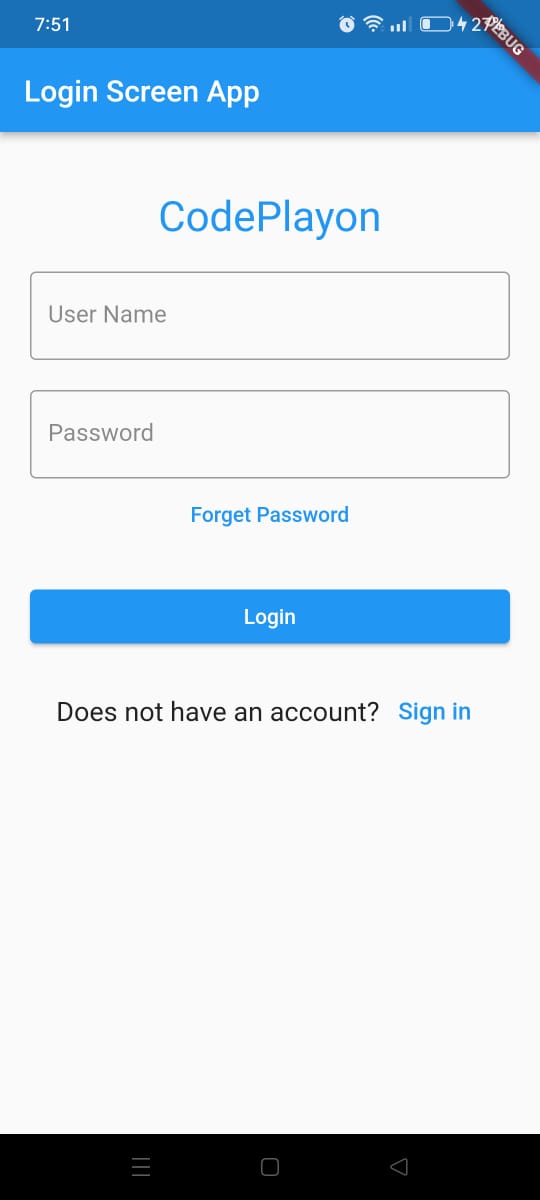 7:51
27%
DEBUG
Login Screen App
CodePlayon
User Name
Password
Forget Password
Login
Does not have an account? Sign in